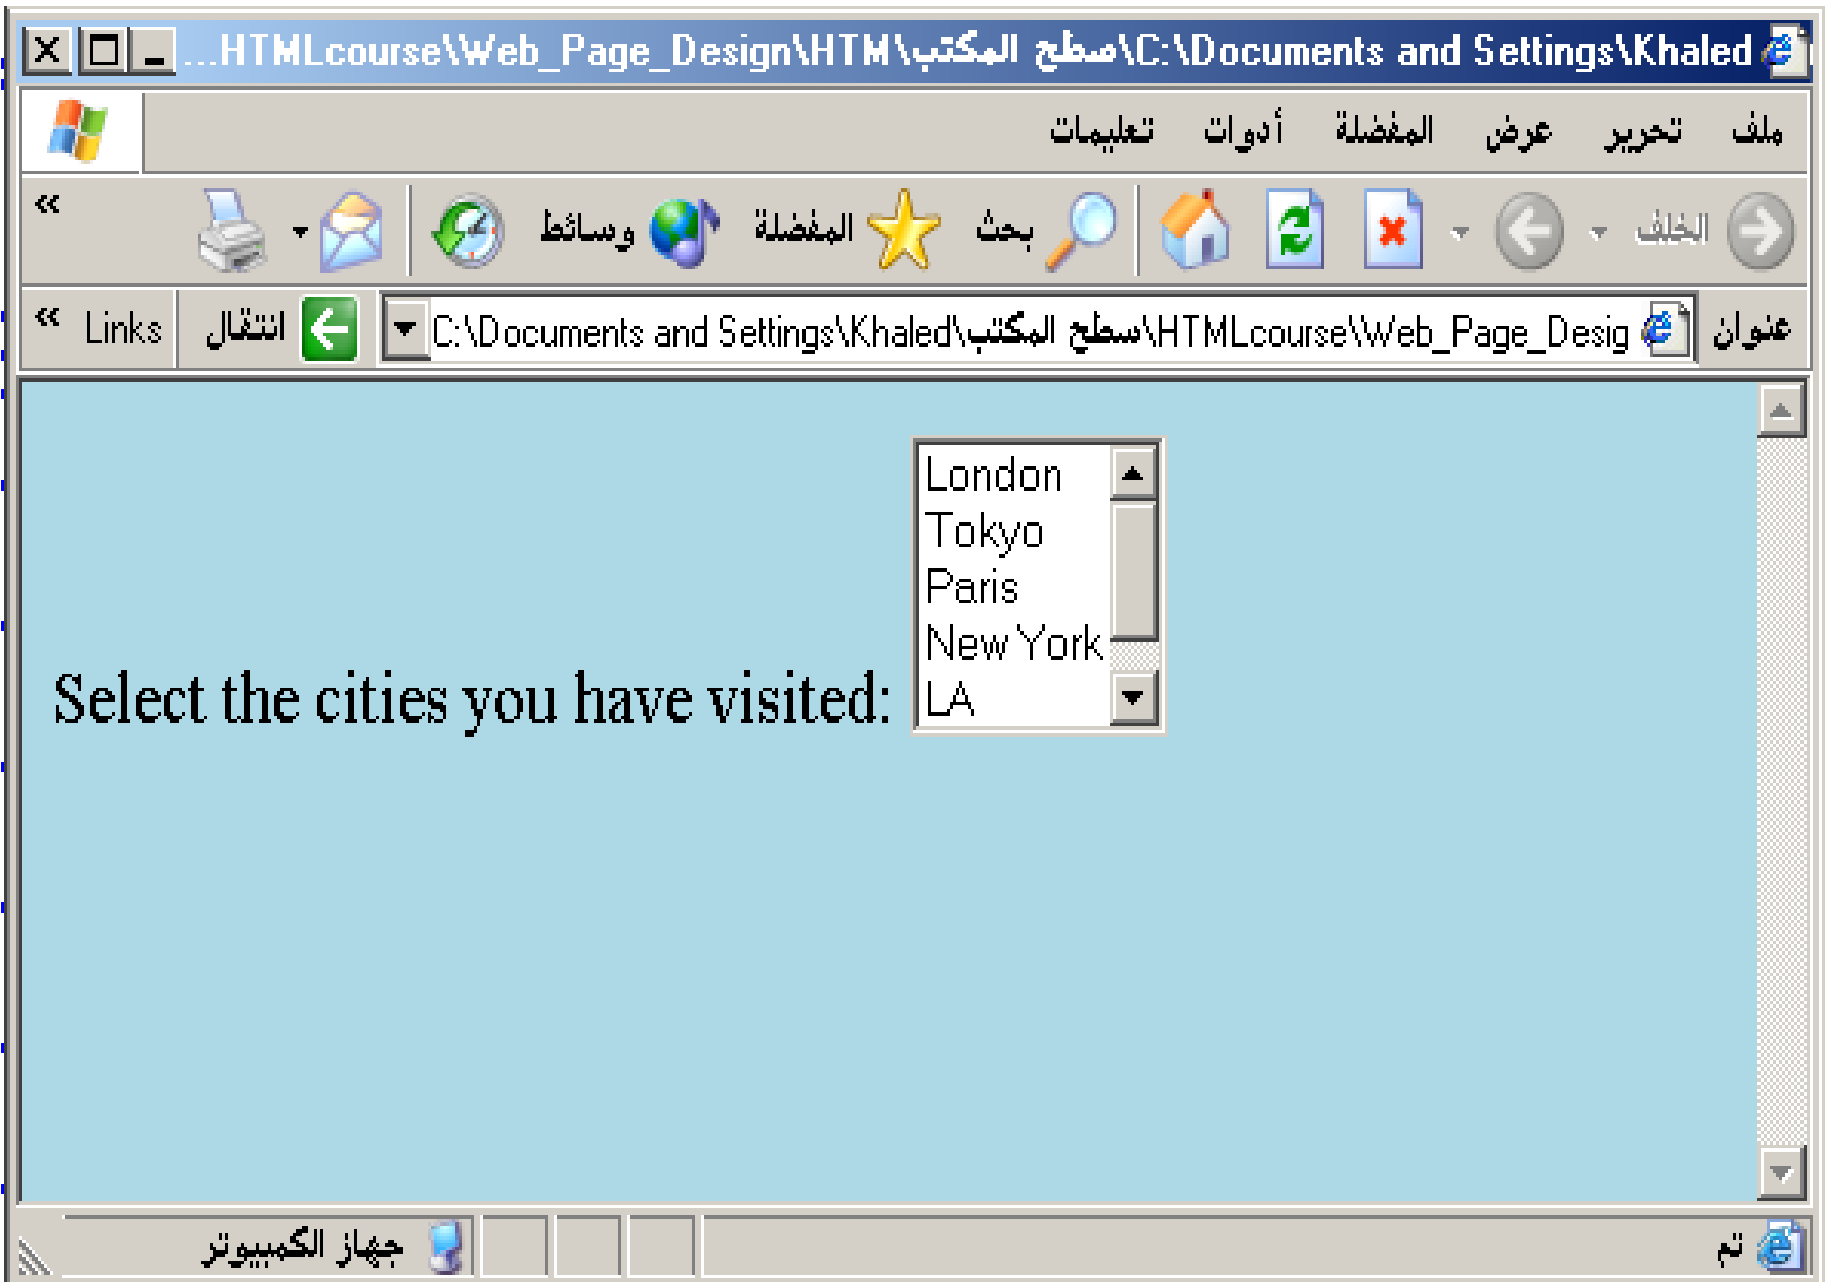 C:\Documents and Settings\Khaled\سطح المكتب\HTMLcourse\Web_Page_Design\HTM...
ملف تحرير عرض المفضلة أدوات تعليمات
الخلف بحث المفضلة وسائط »
عنوان C:\Documents and Settings\Khaled\سطح المكتب\HTMLcourse\Web_Page_Desig انتقال Links »
London
Tokyo
Paris
New York
Select the cities you have visited: LA
تم جهاز الكمبيوتر